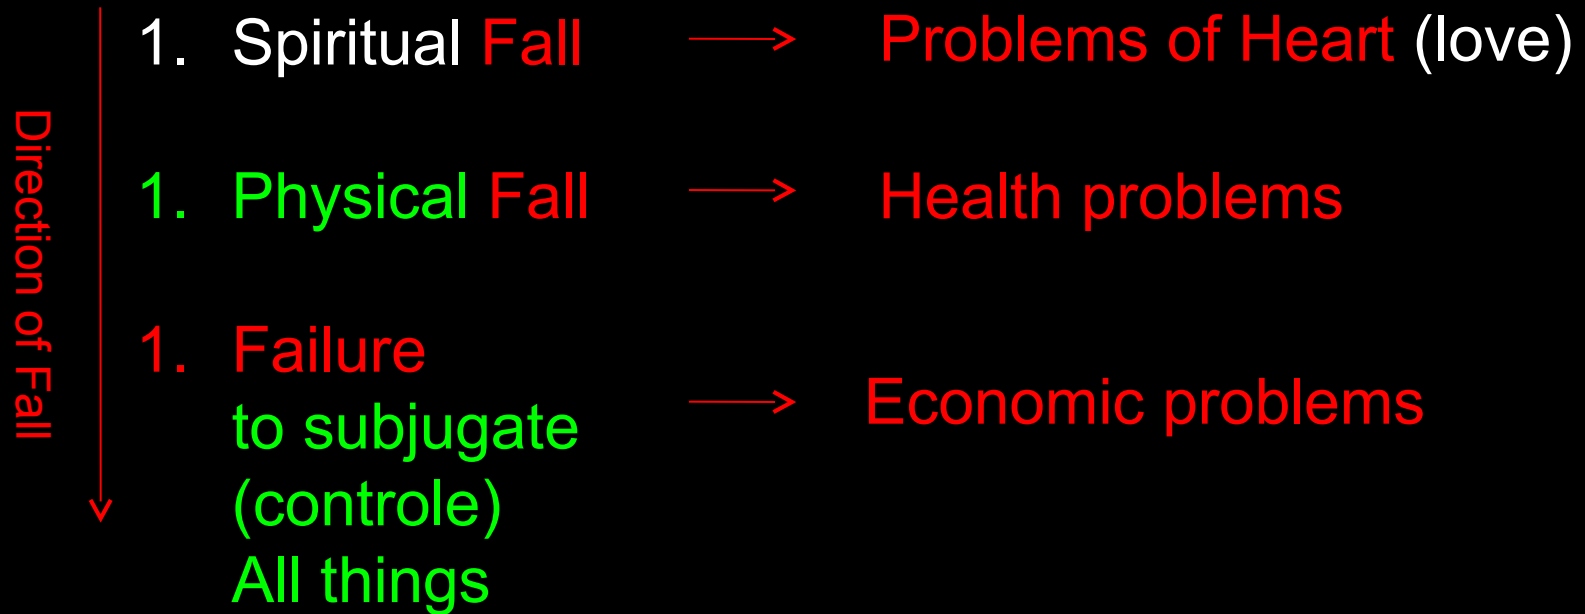 Direction of Fall
1. Spiritual Fall Problems of Heart (love)
1. Physical Fall Health problems
1. Failure
to subjugate
(controle)
All things
Economic problems